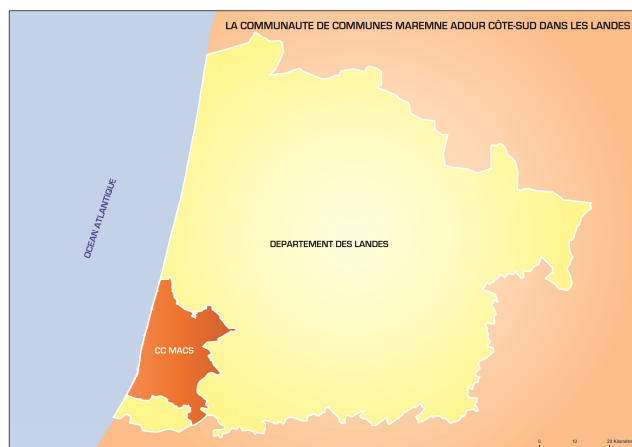 LA COMMUNAUTE DE COMMUNES MAREMNE ADOUR CÔTE-SUD DANS LES LANDES
OCEAN ATLANTIQUE
DEPARTEMENT DES LANDES
CC MACS
0 10 20 Kilomètres